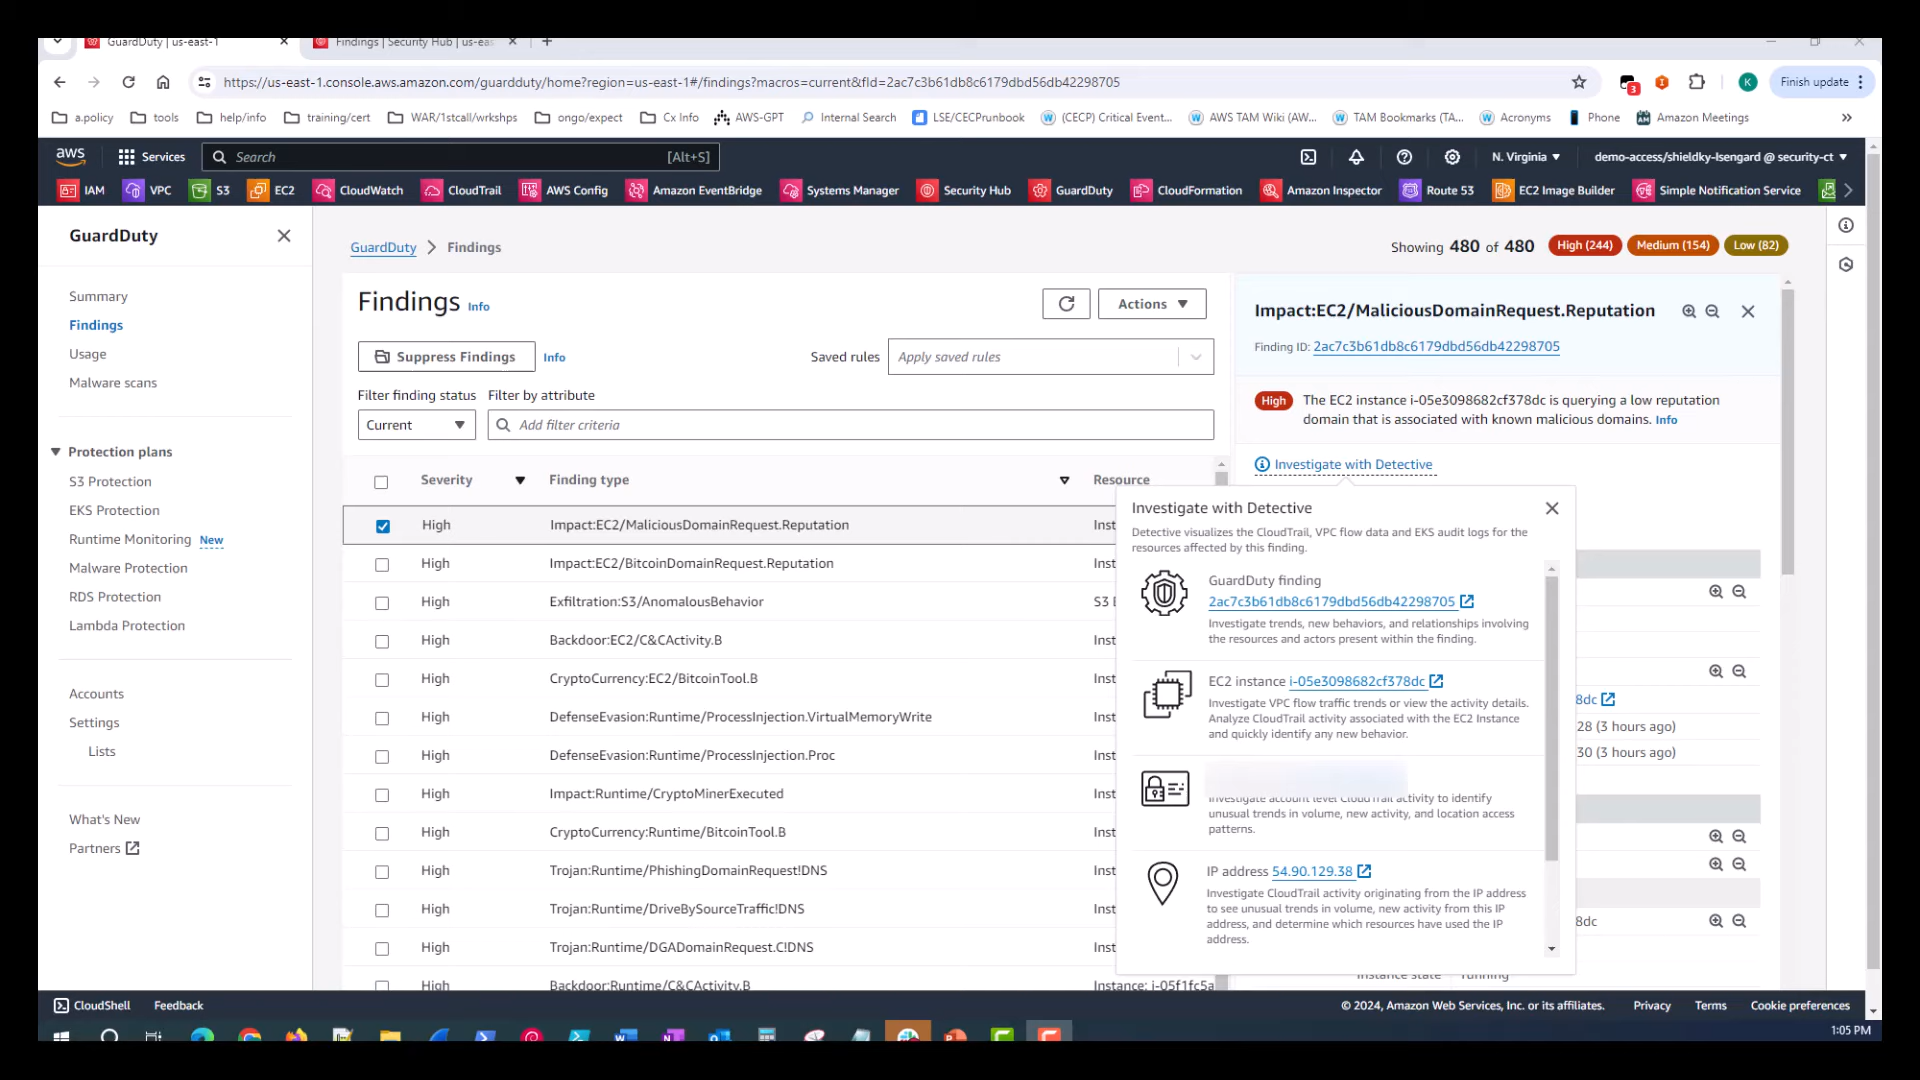 GuardDuty | us-east-1
Findings | Security Hub | us-eas
https://us-east-1.console.aws.amazon.com/guardduty/home?region=us-east-1#/findings?macros=current&fId=2ac7c3b61db8c6179dbd56db42298705
3
K
Finish update
a.policy
tools
help/info
training/cert
WAR/1stcall/wrkshps
ongo/expect
Cx Info
AWS-GPT
Internal Search
LSE/CECPrunbook
(CECP) Critical Event...
AWS TAM Wiki (AW...
TAM Bookmarks (TA...
Acronyms
Phone
Amazon Meetings
aws
Services
Search
[Alt+S]
N. Virginia
demo-access/shieldky-Isengard @ security-ct
IAM
VPC
S3
EC2
CloudWatch
CloudTrail
AWS Config
Amazon EventBridge
Systems Manager
Security Hub
GuardDuty
CloudFormation
Amazon Inspector
Route 53
EC2 Image Builder
Simple Notification Service
GuardDuty
Summary
Findings
Usage
Malware scans
Protection plans
S3 Protection
EKS Protection
Runtime Monitoring New
Malware Protection
RDS Protection
Lambda Protection
Accounts
Settings
Lists
What's New
Partners
GuardDuty > Findings
Showing 480 of 480
High (244)
Medium (154)
Low (82)
Findings Info
Actions
Suppress Findings
Info
Saved rules
Apply saved rules
Filter finding status
Filter by attribute
Current
Add filter criteria
Severity
Finding type
Resource
High Impact:EC2/MaliciousDomainRequest.Reputation Inst
High Impact:EC2/BitcoinDomainRequest.Reputation Inst
High Exfiltration:S3/AnomalousBehavior S3
High Backdoor:EC2/C&CActivity.B Inst
High CryptoCurrency:EC2/BitcoinTool.B Inst
High DefenseEvasion:Runtime/ProcessInjection.VirtualMemoryWrite Inst
High DefenseEvasion:Runtime/ProcessInjection.Proc Inst
High Impact:Runtime/CryptoMinerExecuted Inst
High CryptoCurrency:Runtime/BitcoinTool.B Inst
High Trojan:Runtime/PhishingDomainRequest!DNS Inst
High Trojan:Runtime/DriveBySourceTraffic!DNS Inst
High Trojan:Runtime/DGADomainRequest.C!DNS Inst
High Backdoor:Runtime/C&CActivity.B Instance: i-05f1fc5a
Impact:EC2/MaliciousDomainRequest.Reputation
Finding ID: 2ac7c3b61db8c6179dbd56db42298705
High
The EC2 instance i-05e3098682cf378dc is querying a low reputation
domain that is associated with known malicious domains. Info
Investigate with Detective
Investigate with Detective
Detective visualizes the CloudTrail, VPC flow data and EKS audit logs for the
resources affected by this finding.
GuardDuty finding
2ac7c3b61db8c6179dbd56db42298705
Investigate trends, new behaviors, and relationships involving
the resources and actors present within the finding.
EC2 instance i-05e3098682cf378dc
Investigate VPC flow traffic trends or view the activity details.
Analyze CloudTrail activity associated with the EC2 Instance
and quickly identify any new behavior.
Investigate account level CloudTrail activity to identify
unusual trends in volume, new activity, and location access
patterns.
IP address 54.90.129.38
Investigate CloudTrail activity originating from the IP address
to see unusual trends in volume, new activity from this IP
address, and determine which resources have used the IP
address.
8dc
28 (3 hours ago)
30 (3 hours ago)
8dc
Instance state
running
CloudShell
Feedback
© 2024, Amazon Web Services, Inc. or its affiliates.
Privacy
Terms
Cookie preferences
1:05 PM